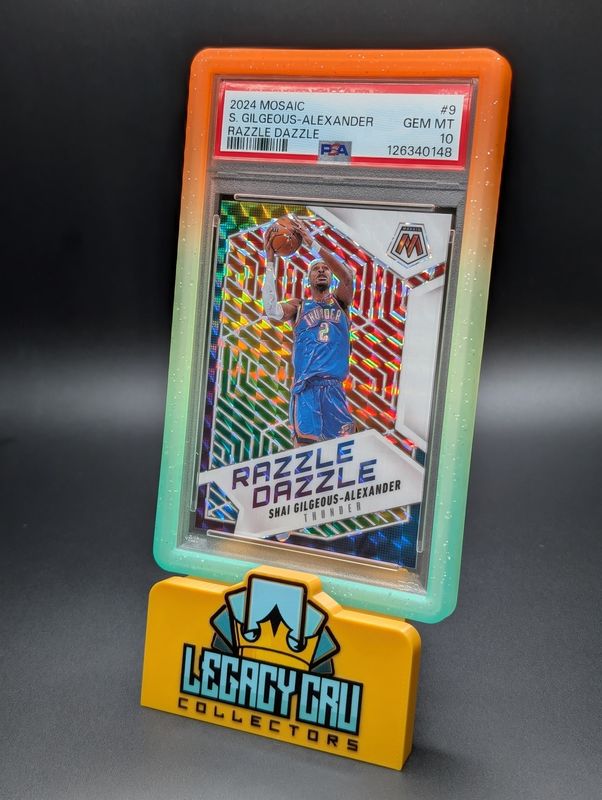 2024 MOSAIC #9
S. GILGEOUS-ALEXANDER GEM MT
RAZZLE DAZZLE 10
PSA 126340148
MOSAIC
THUNDER
2
RAZZLE
DAZZLE
SHAI GILGEOUS-ALEXANDER
THUNDER
LEGACY CRU
COLLECTORS